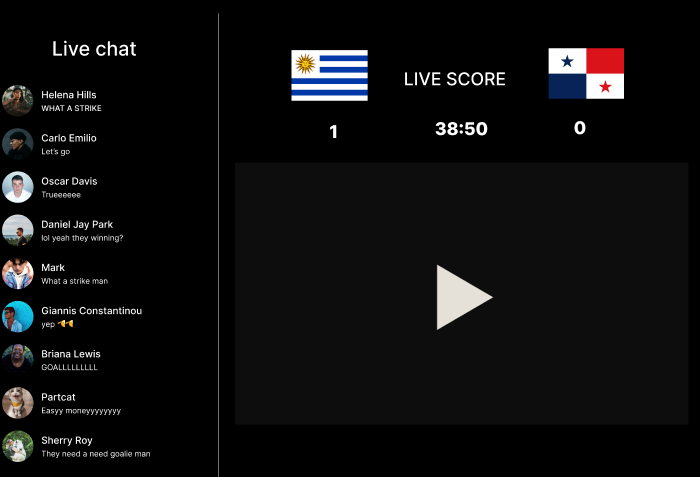 Live chat
Helena Hills
WHAT A STRIKE
Carlo Emilio
Let's go
Oscar Davis
Trueeeeee
Daniel Jay Park
lol yeah they winning?
Mark
What a strike man
Giannis Constantinou
yep
Briana Lewis
GOALLLLLLLLL
Partcat
Easyy moneyyyyyyyy
Sherry Roy
They need a need goalie man
LIVE SCORE
1 38:50 0